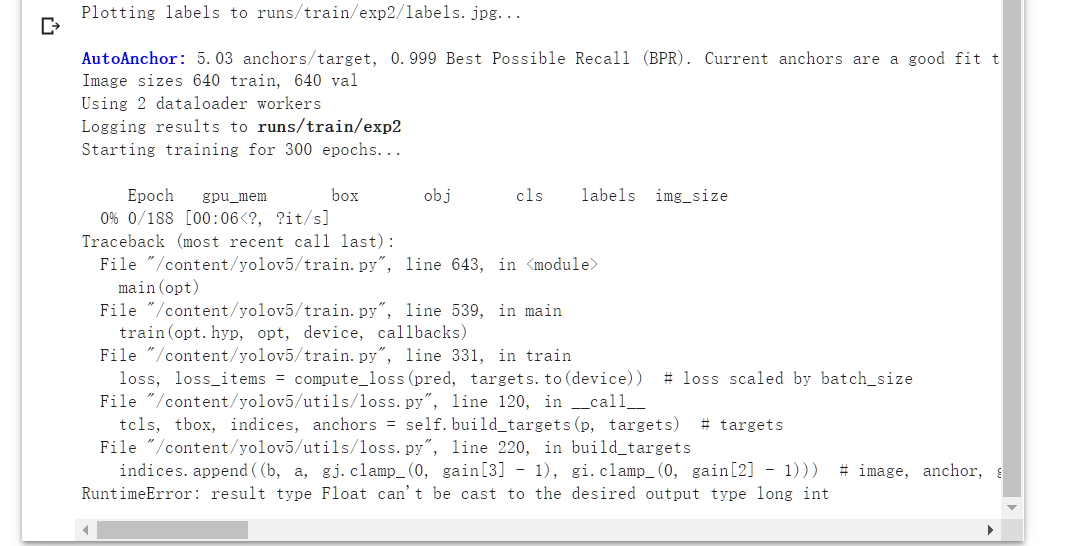 Plotting labels to runs/train/exp2/labels.jpg...
AutoAnchor: 5.03 anchors/target, 0.999 Best Possible Recall (BPR). Current anchors are a good fit t
Image sizes 640 train, 640 val
Using 2 dataloader workers
Logging results to runs/train/exp2
Starting training for 300 epochs...
Epoch gpu_mem box obj cls labels img_size
0% 0/188 [00:06<?, ?it/s]
Traceback (most recent call last):
File "/content/yolov5/train.py", line 643, in <module>
main(opt)
File "/content/yolov5/train.py", line 539, in main
train(opt.hyp, opt, device, callbacks)
File "/content/yolov5/train.py", line 331, in train
loss, loss_items = compute_loss(pred, targets.to(device))  # loss scaled by batch_size
File "/content/yolov5/utils/loss.py", line 120, in __call__
tcls, tbox, indices, anchors = self.build_targets(p, targets)  # targets
File "/content/yolov5/utils/loss.py", line 220, in build_targets
indices.append((b, a, gj.clamp_(0, gain[3] - 1), gi.clamp_(0, gain[2] - 1)))  # image, anchor,
RuntimeError: result type Float can't be cast to the desired output type long int